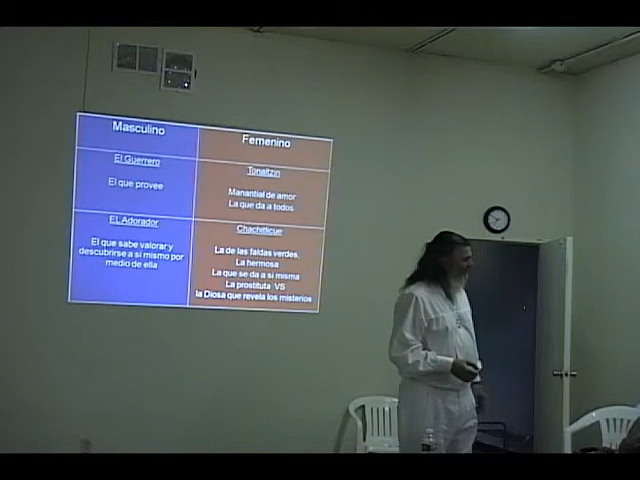 Masculino
Femenino
El Guerrero
El que provee
Tonaltzin
Manantial de amor
La que da a todos
EL Adorador
El que sabe valorar y
descubrirse a si mismo por
medio de ella
Chachitlicue
La de las faldas verdes,
La hermosa
La que se da a si misma
La prostituta VS
la Diosa que revela los misterios